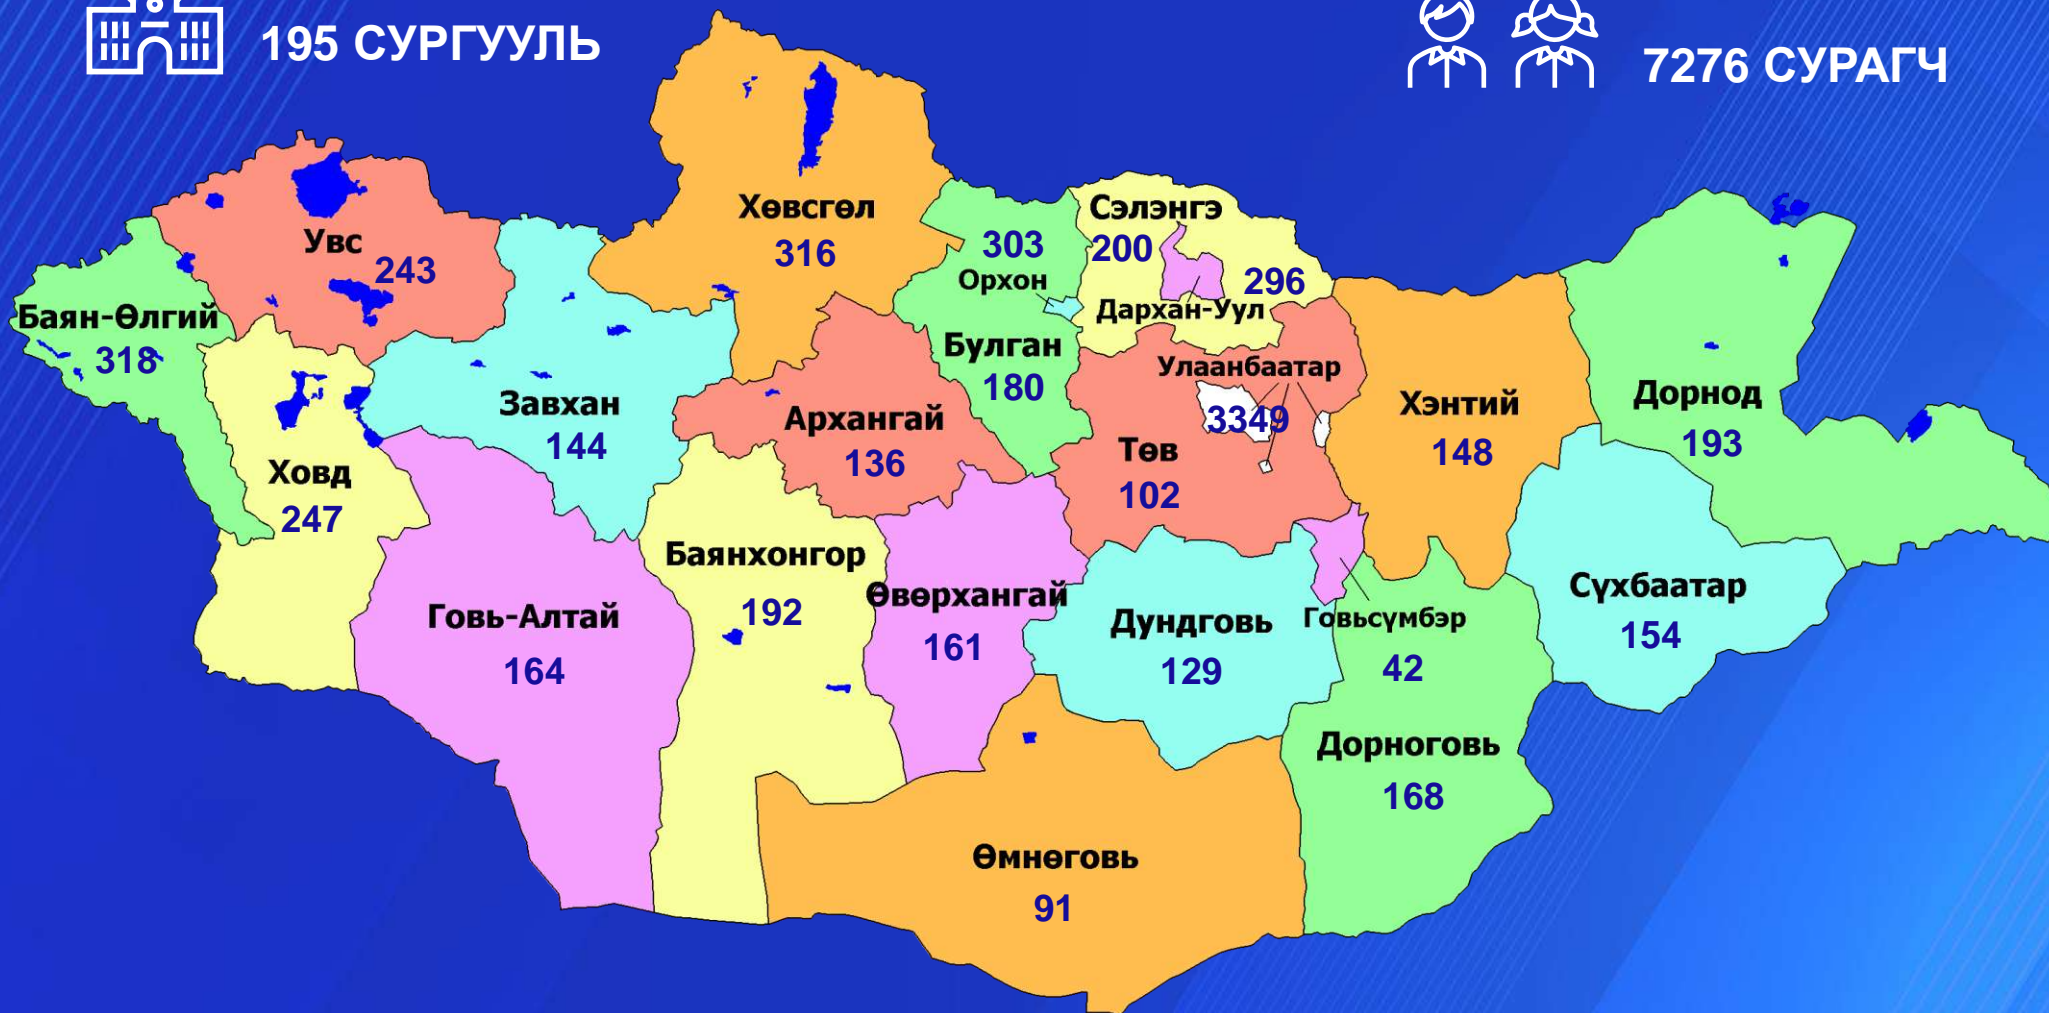 195 СУРГУУЛЬ
7276 СУРАГЧ
Хөвсгөл
316
Сэлэнгэ
200
296
Дархан-Уул
303
Орхон
Увс
243
Баян-Өлгий
318
Булган
180
Улаанбаатар
3349
Завхан
144
Архангай
136
Төв
102
Хэнтий
148
Дорнод
193
Ховд
247
Баянхонгор
192
Өвөрхангай
161
Говь-Алтай
164
Дундговь
129
Говьсүмбэр
42
Сүхбаатар
154
Дорноговь
168
Өмнөговь
91